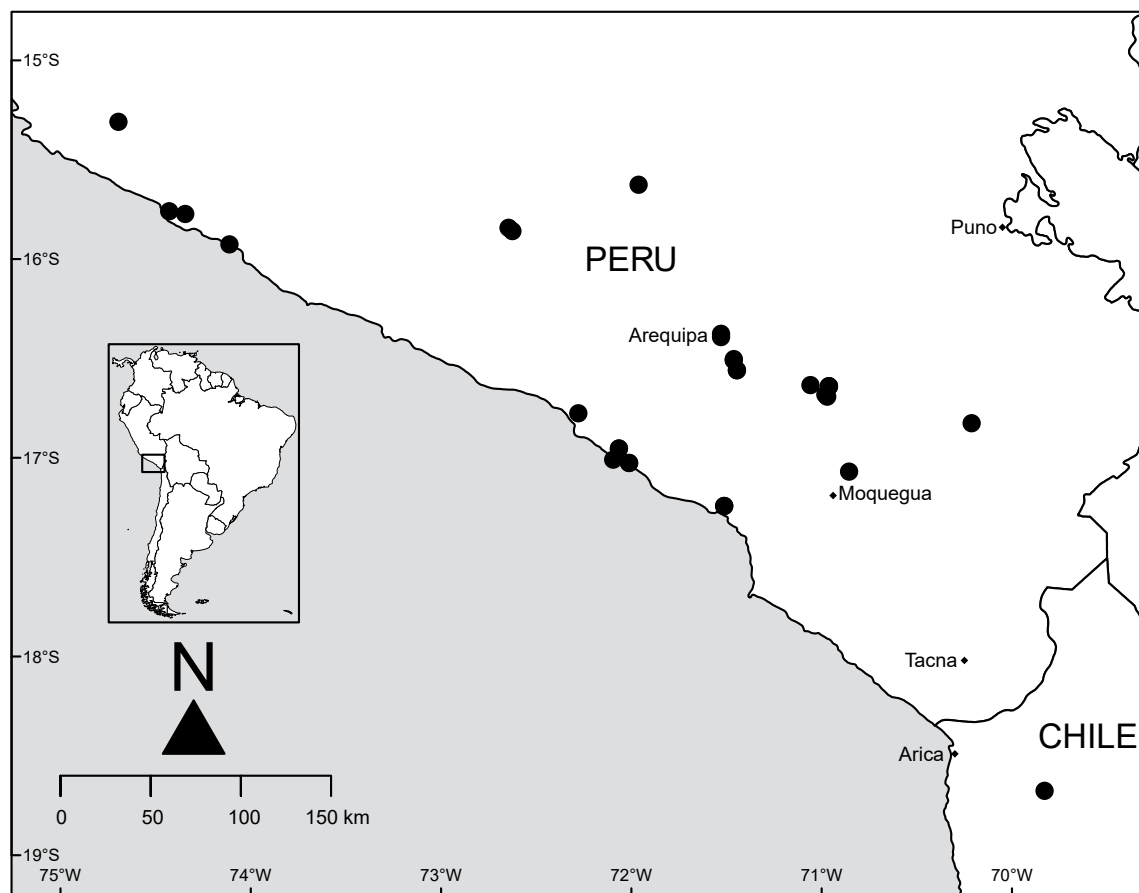 15°S
Puno
16°S
PERU
Arequipa
17°S
Moquegua
N
18°S
Tacna
CHILE
Arica
0 50 100 150 km
19°S
75°W 74°W 73°W 72°W 71°W 70°W